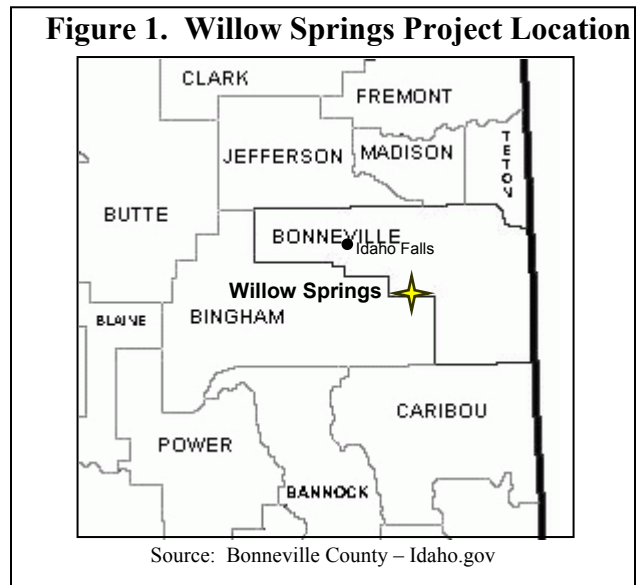 Figure 1.  Willow Springs Project Location
CLARK
FREMONT
JEFFERSON
MADISON
TETON
BUTTE
BONNEVILLE
Idaho Falls
Willow Springs
BLAINE
BINGHAM
CARIBOU
POWER
BANNOCK
Source:  Bonneville County – Idaho.gov